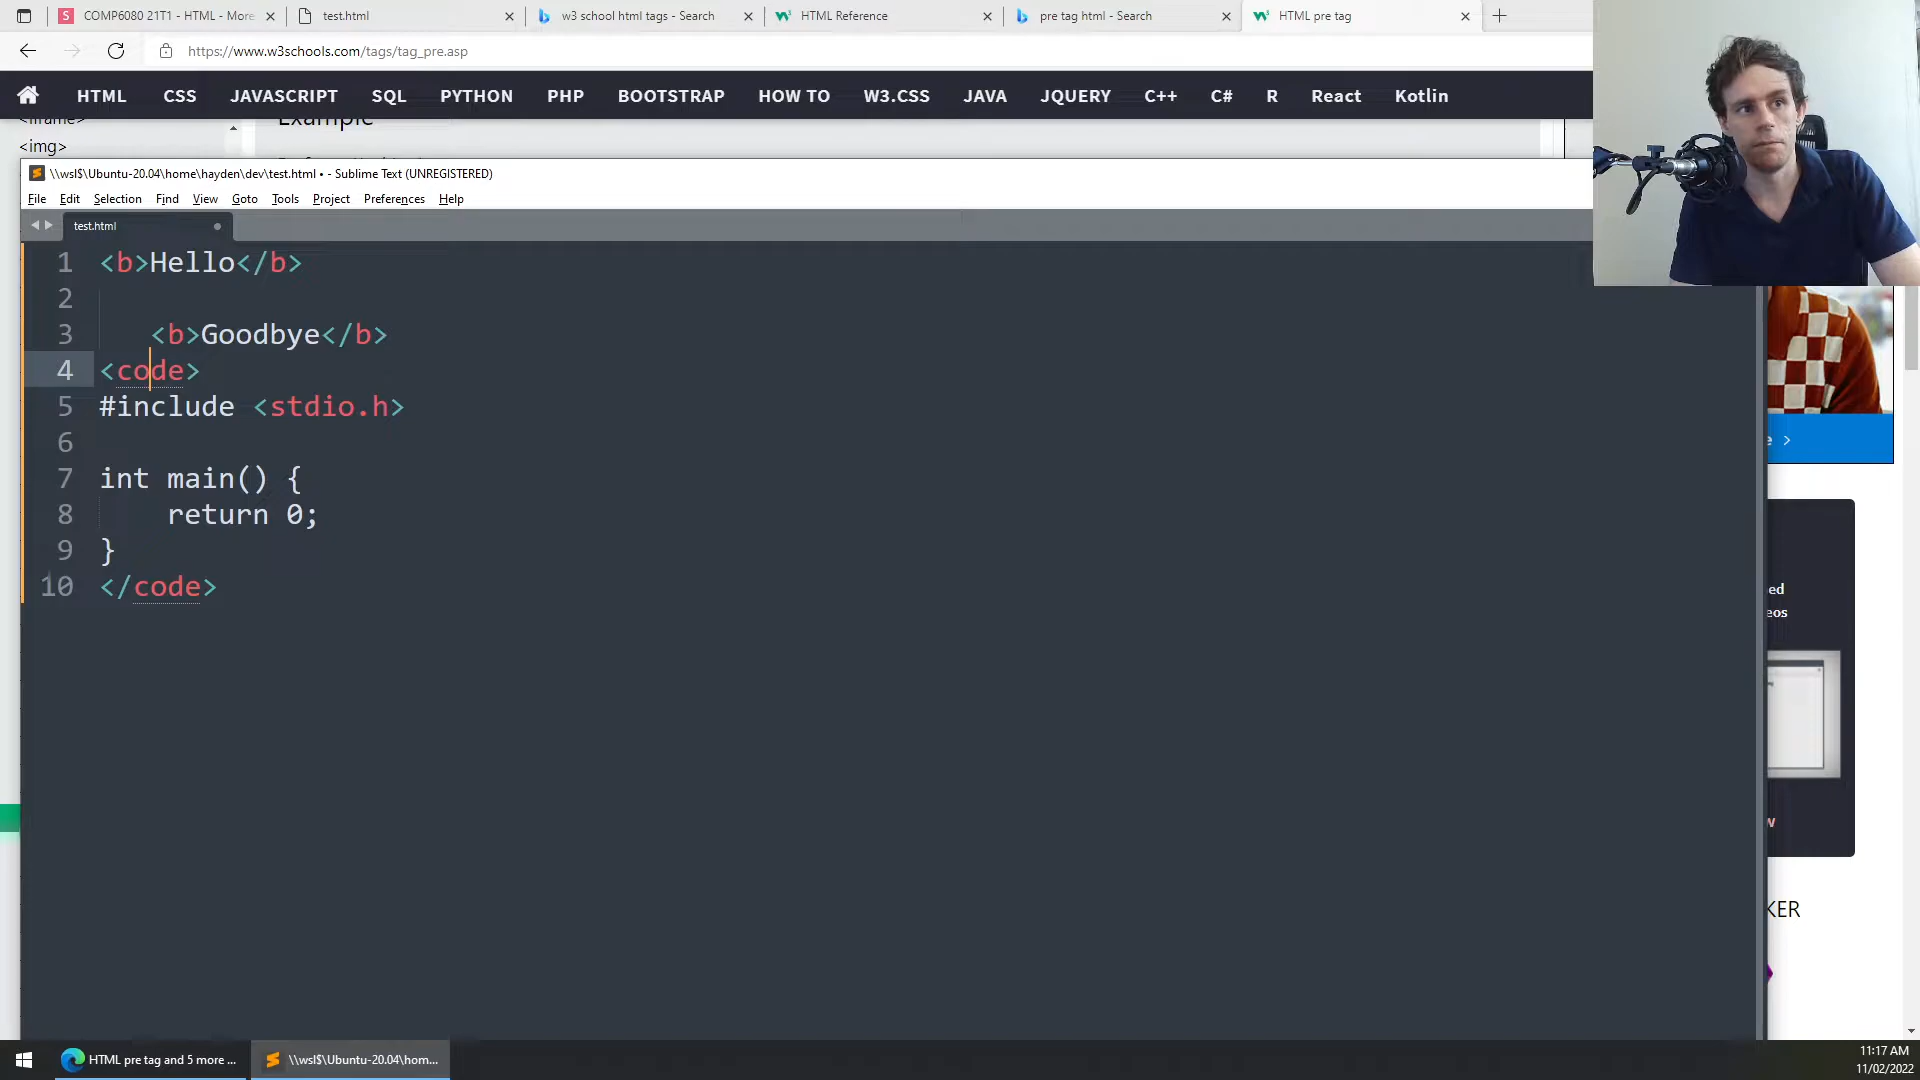 COMP6080 21T1 - HTML - More
test.html
w3 school html tags - Search
HTML Reference
pre tag html - Search
HTML pre tag
https://www.w3schools.com/tags/tag_pre.asp
HTML CSS JAVASCRIPT SQL PYTHON PHP BOOTSTRAP HOW TO W3.CSS JAVA JQUERY C++ C# R React Kotlin
<iframe>
Example
<img>
\\wsl$\Ubuntu-20.04\home\hayden\dev\test.html • - Sublime Text (UNREGISTERED)
File Edit Selection Find View Goto Tools Project Preferences Help
test.html
1 <b>Hello</b>
2
3 <b>Goodbye</b>
4 <code>
5 #include <stdio.h>
6
7 int main() {
8 return 0;
9 }
10 </code>
e >
ed
eos
w
KER
HTML pre tag and 5 more ...
\\wsl$\Ubuntu-20.04\hom...
11:17 AM
11/02/2022